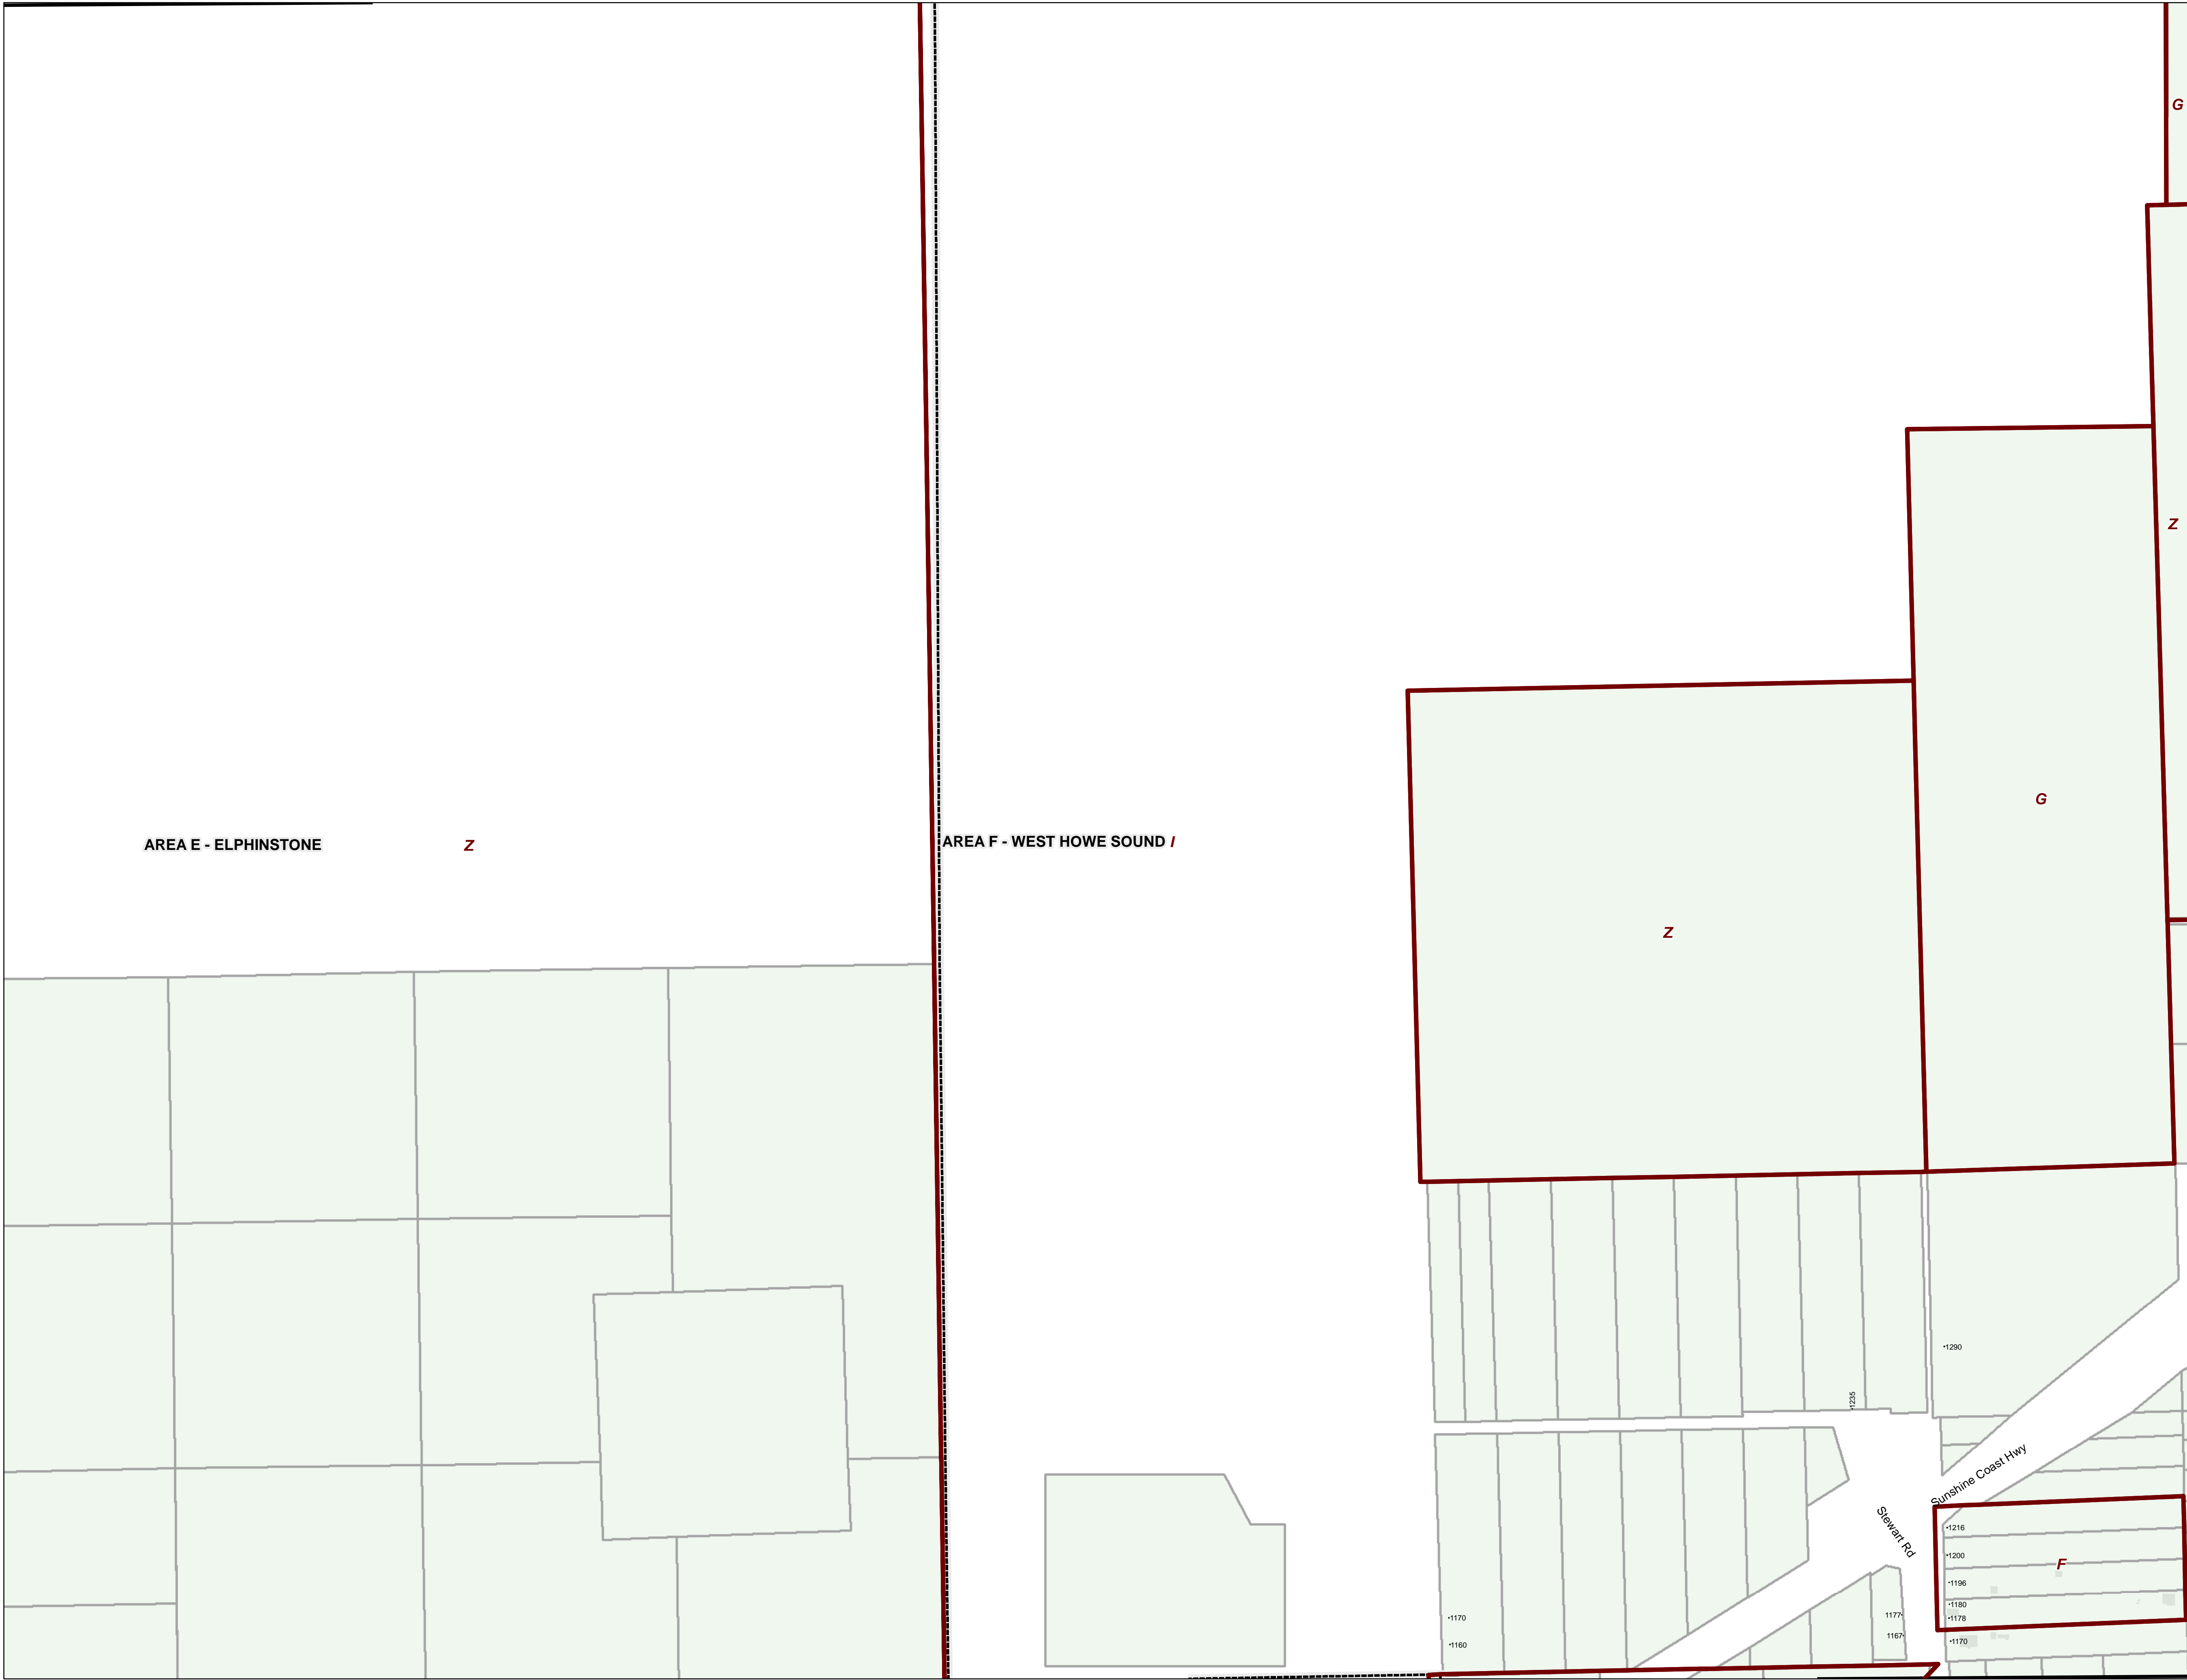 G
Z
G
AREA E - ELPHINSTONE
Z
AREA F - WEST HOWE SOUND
I
Z
•1290
•1235
Sunshine Coast Hwy
Stewart Rd
•1216
•1200
F
•1196
•1180
•1178
•1170
1177•
1167•
•1170
•1160